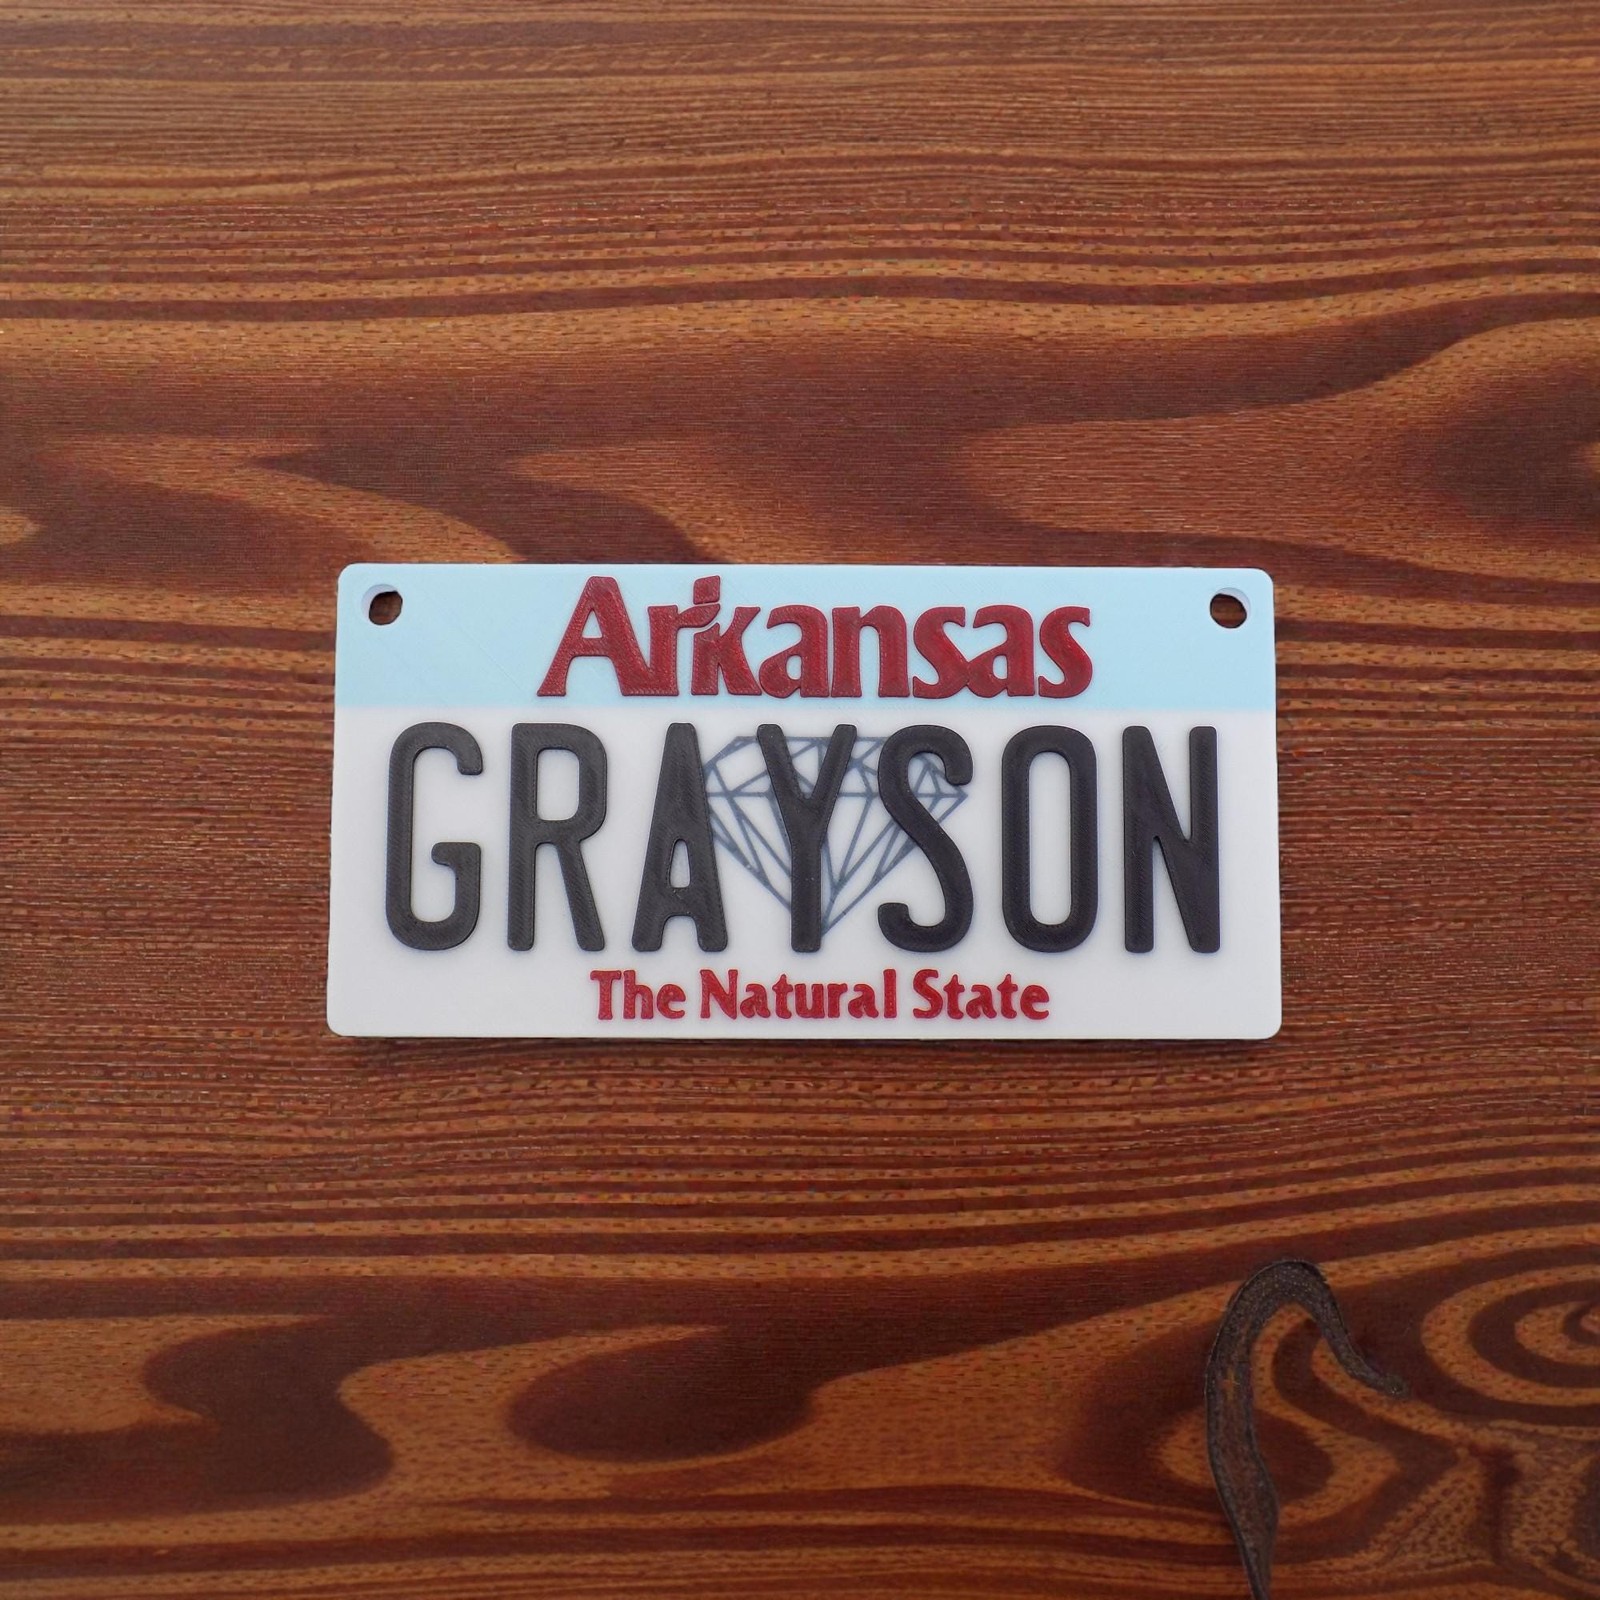 Arkansas
GRAYSON
The Natural State